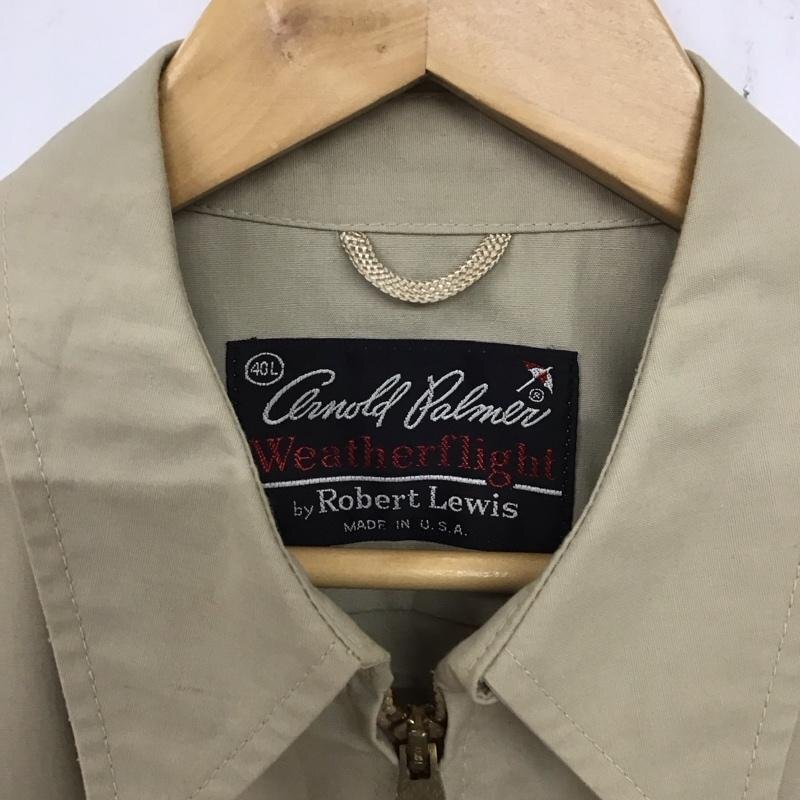 40L
Arnold Palmer ®
Weatherflight
by Robert Lewis
MADE IN U.S.A.